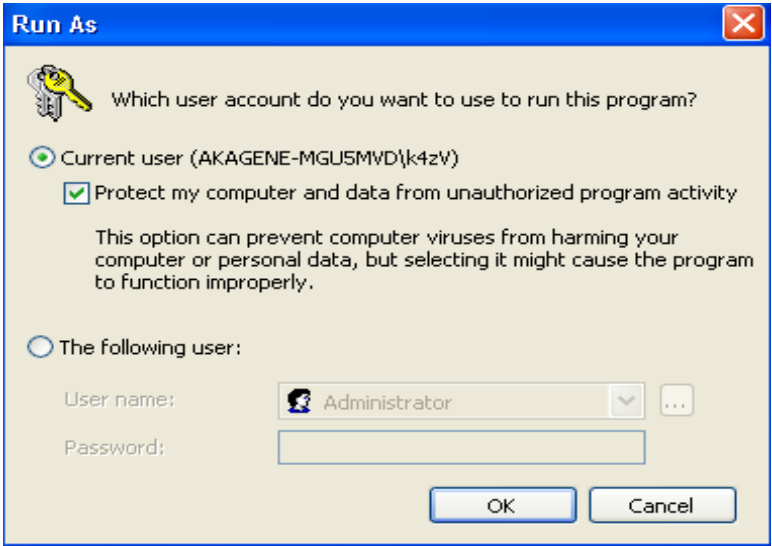 Run As
Which user account do you want to use to run this program?
Current user (AKAGENE-MGU5MVD\k4zV)
Protect my computer and data from unauthorized program activity
This option can prevent computer viruses from harming your
computer or personal data, but selecting it might cause the program
to function improperly.
The following user:
User name:
Administrator
...
Password:
OK
Cancel